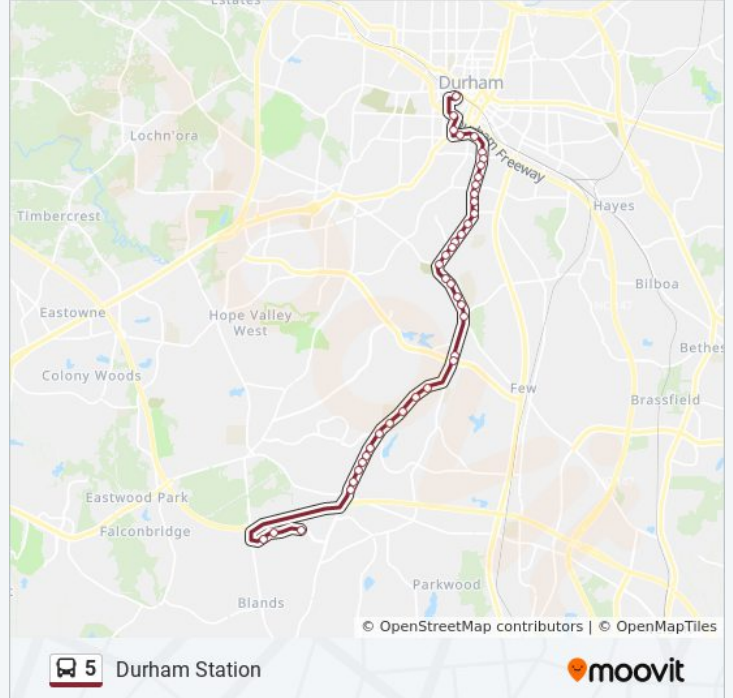 Estates
Durham
Lochn'ora
Durham Freeway
Timbercrest
Hayes
Bilboa
Eastowne
Hope Valley
West
Bethes
Colony Woods
Few
Brassfield
Eastwood Park
Falconbridge
Parkwood
Blands
© OpenStreetMap contributors | © OpenMapTiles
5 Durham Station
moovit